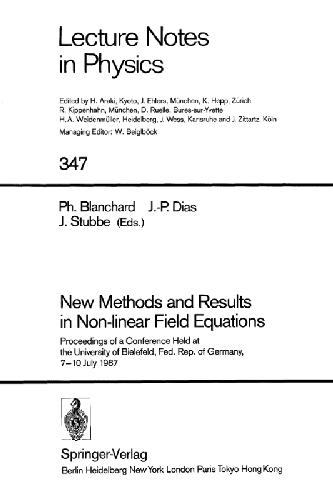 Lecture Notes
in Physics
Edited by H. Araki, Kyoto, J. Ehlers, München, K. Hepp, Zürich
R. Kippenhahn, München, D. Ruelle, Bures-sur-Yvette
H.A. Weidenmüller, Heidelberg, J. Wess, Karlsruhe and J. Zittartz, Köln
Managing Editor: W. Beiglböck
347
Ph. Blanchard J.-P. Dias
J. Stubbe (Eds.)
New Methods and Results
in Non-linear Field Equations
Proceedings of a Conference Held at
the University of Bielefeld, Fed. Rep. of Germany,
7–10 July 1987
Springer-Verlag
Berlin Heidelberg New York London Paris Tokyo Hong Kong